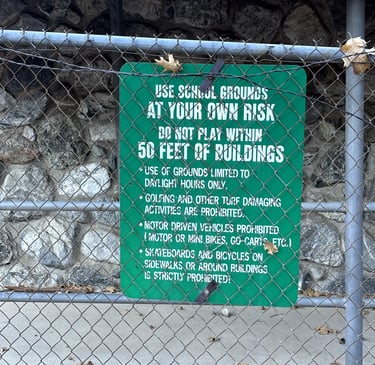 USE SCHOOL GROUNDS
AT YOUR OWN RISK
DO NOT PLAY WITHIN
50 FEET OF BUILDINGS
• USE OF GROUNDS LIMITED TO
DAYLIGHT HOURS ONLY.
• GOLFING AND OTHER TURF DAMAGING
ACTIVITIES ARE PROHIBITED.
• MOTOR DRIVEN VEHICLES PROHIBITED
( MOTOR OR MINI BIKES, GO-CARTS, ETC.)
• SKATEBOARDS AND BICYCLES ON
SIDEWALKS OR AROUND BUILDINGS
IS STRICTLY PROHIBITED!